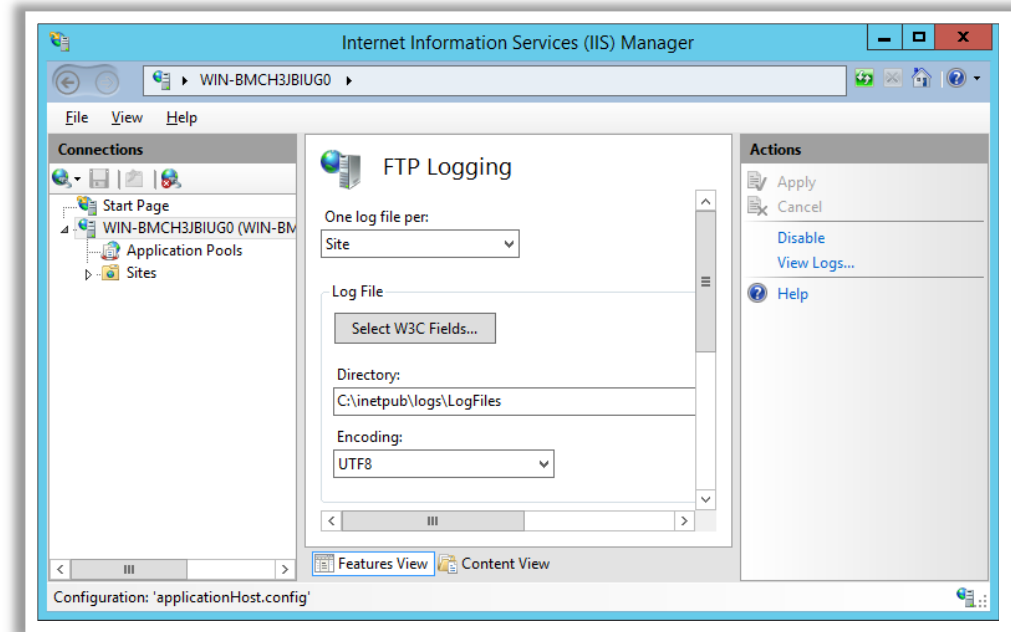 Internet Information Services (IIS) Manager
WIN-BMCH3JBIUG0
File View Help
Connections
Start Page
WIN-BMCH3JBIUG0 (WIN-BM
Application Pools
Sites
FTP Logging
One log file per:
Site
Log File
Select W3C Fields...
Directory:
C:\inetpub\logs\LogFiles
Encoding:
UTF8
Features View Content View
Actions
Apply
Cancel
Disable
View Logs...
Help
Configuration: 'applicationHost.config'